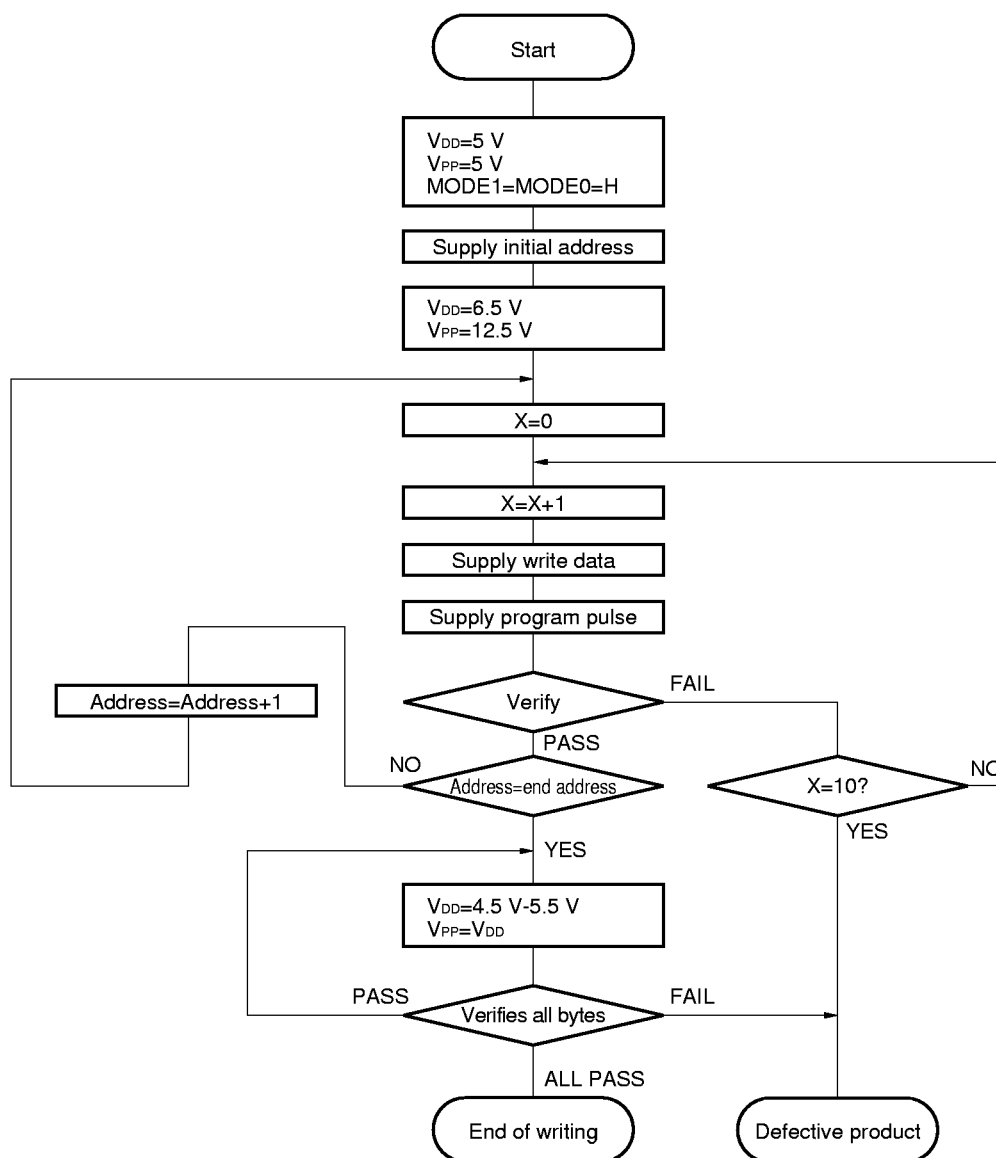 Start
VDD=5 V
VPP=5 V
MODE1=MODE0=H
Supply initial address
VDD=6.5 V
VPP=12.5 V
X=0
X=X+1
Supply write data
Supply program pulse
Verify
FAIL
PASS
Address=Address+1
NO
Address=end address
X=10?
NO
YES
YES
VDD=4.5 V-5.5 V
VPP=VDD
PASS
Verifies all bytes
FAIL
ALL PASS
End of writing
Defective product